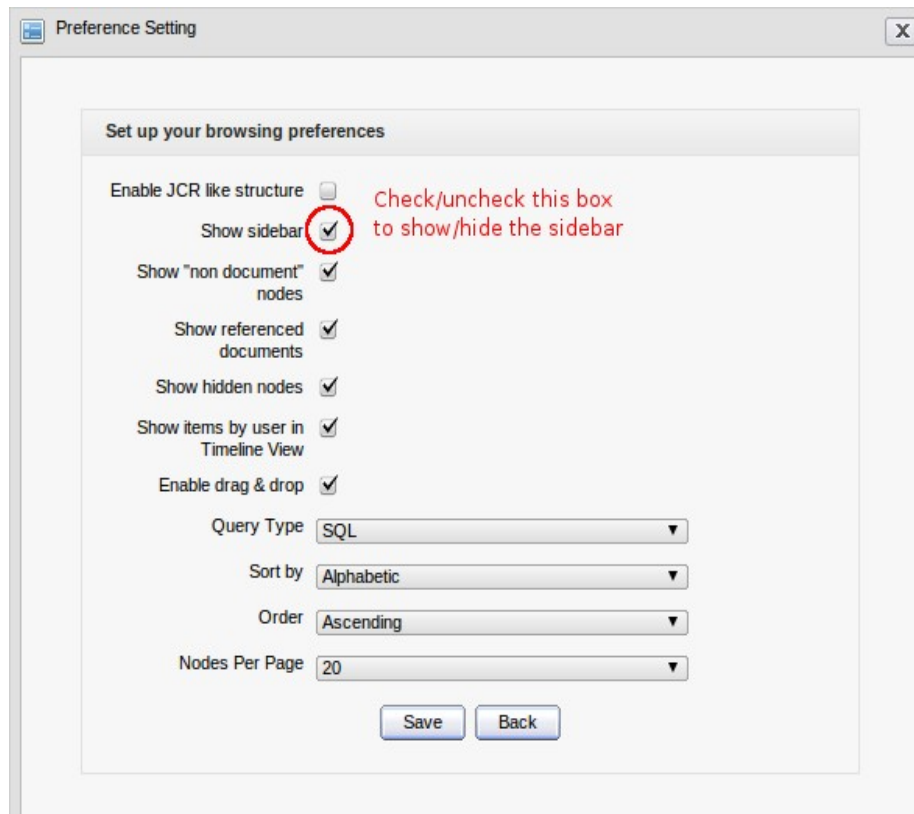 Preference Setting
X
Set up your browsing preferences
Enable JCR like structure
Check/uncheck this box
to show/hide the sidebar
Show sidebar
Show "non document"
nodes
Show referenced
documents
Show hidden nodes
Show items by user in
Timeline View
Enable drag & drop
Query Type SQL
Sort by Alphabetic
Order Ascending
Nodes Per Page 20
Save Back